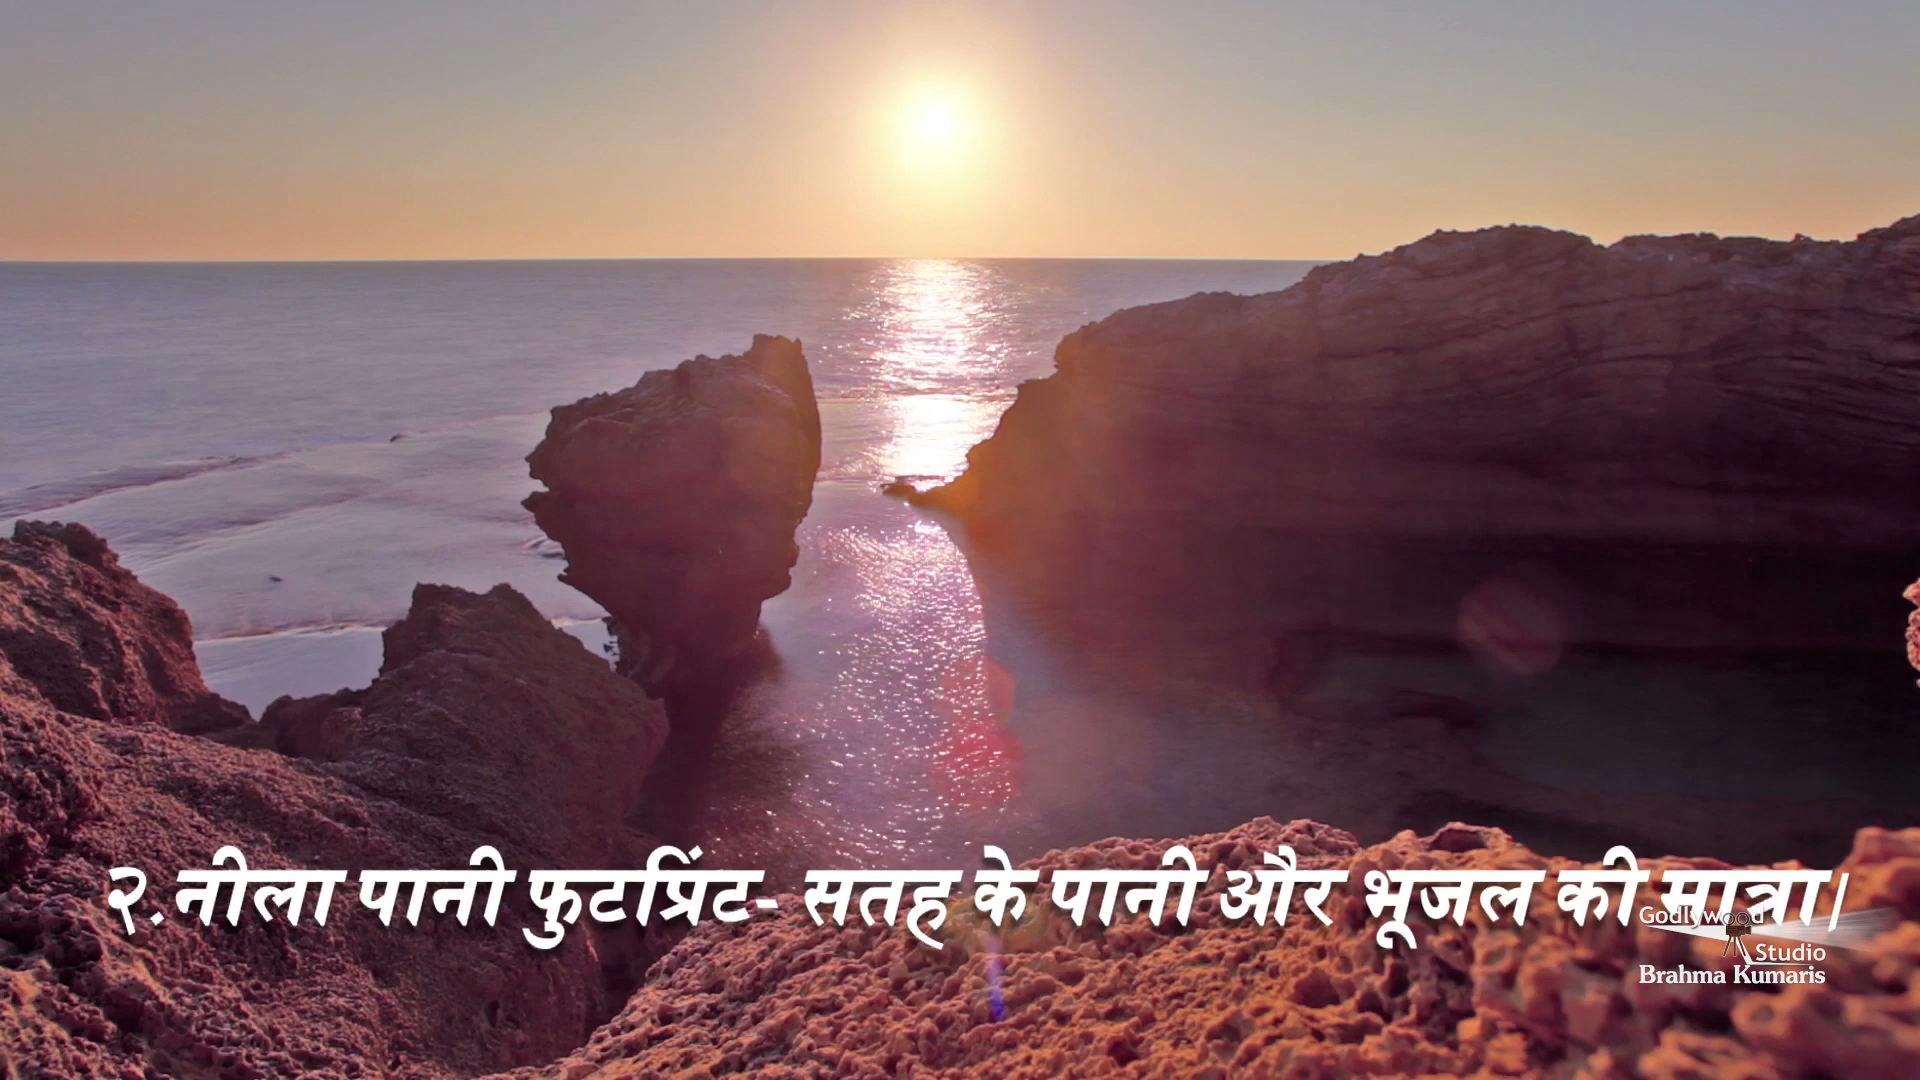 २.नीला पानी फुटप्रिंट- सतह के पानी और भूजल की मात्रा।
Godlywood
Studio
Brahma Kumaris